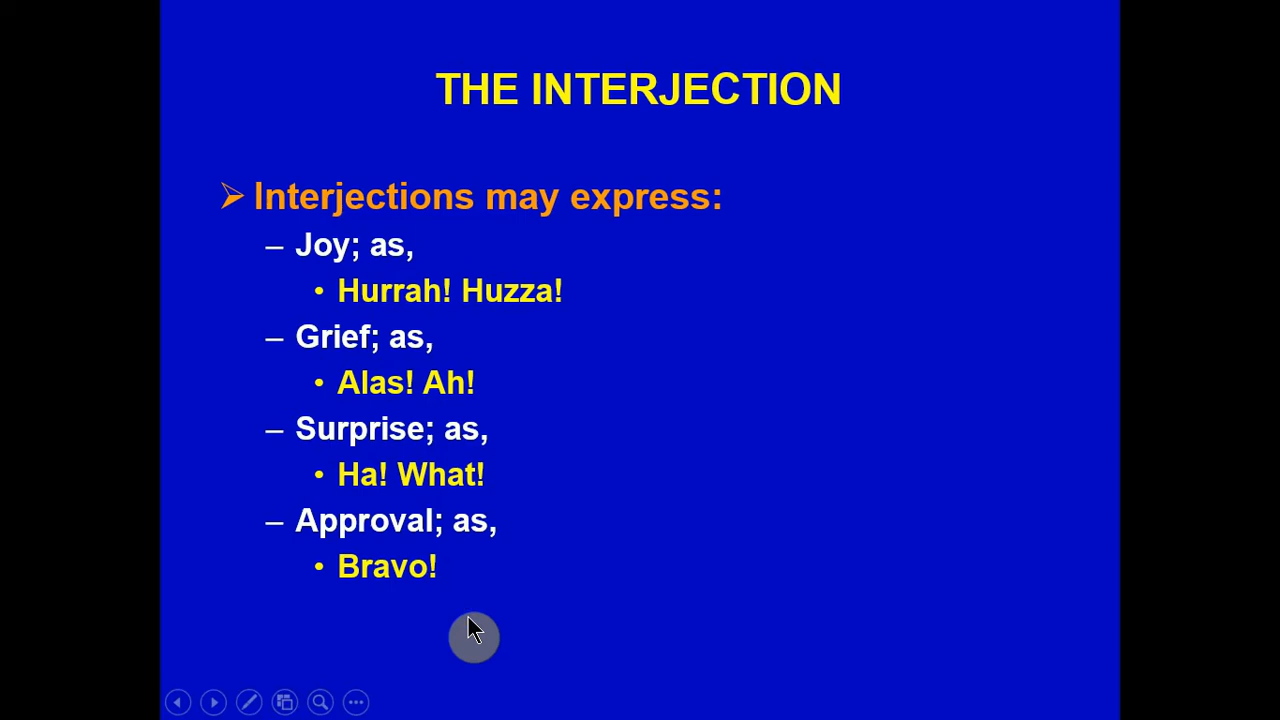 THE INTERJECTION
Interjections may express:
– Joy; as,
• Hurrah! Huzza!
– Grief; as,
• Alas! Ah!
– Surprise; as,
• Ha! What!
– Approval; as,
• Bravo!